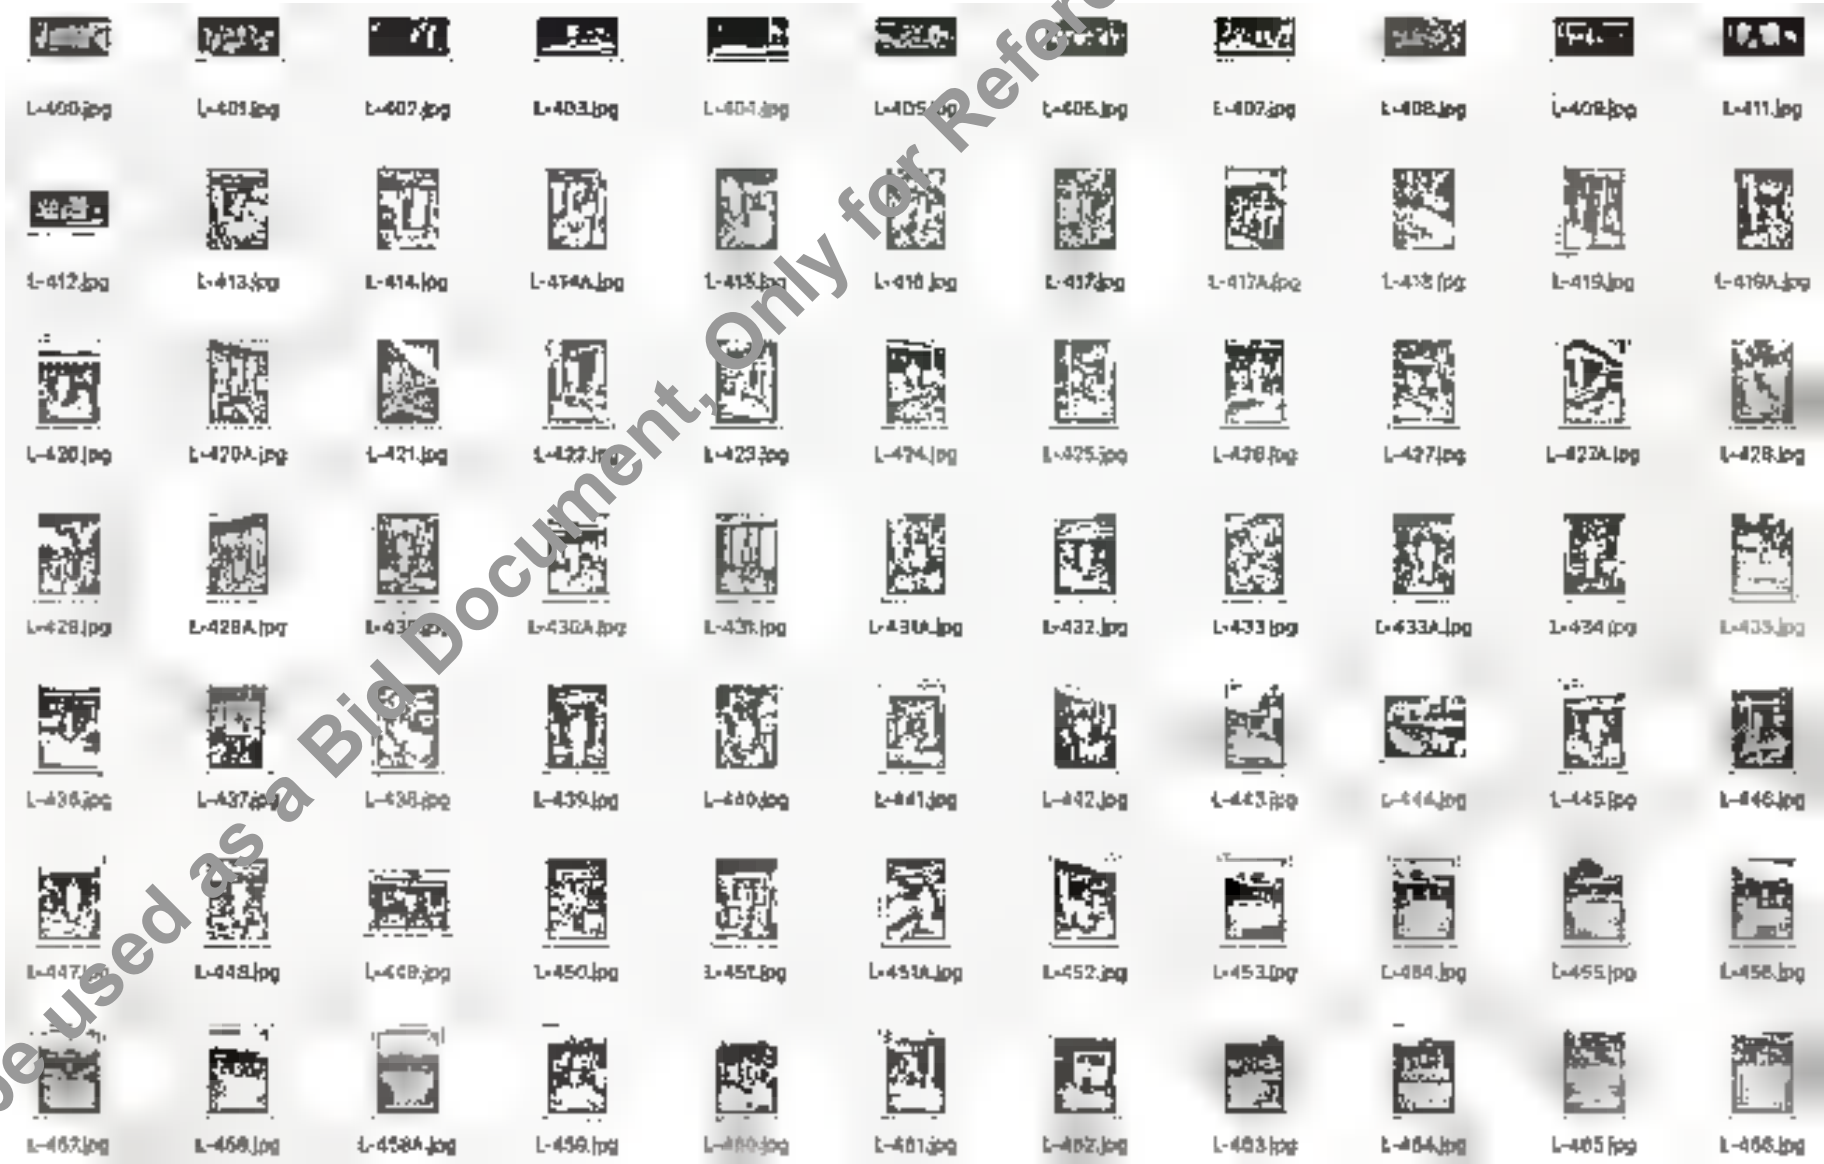 L-400.jpg L-401.jpg L-402.jpg L-403.jpg L-404.jpg L-405.jpg L-406.jpg L-407.jpg L-408.jpg L-409.jpg L-411.jpg
L-412.jpg L-413.jpg L-414.jpg L-414A.jpg L-415.jpg L-416.jpg L-417.jpg L-417A.jpg L-418.jpg L-419.jpg L-419A.jpg
L-420.jpg L-420A.jpg L-421.jpg L-422.jpg L-423.jpg L-424.jpg L-425.jpg L-426.jpg L-427.jpg L-427A.jpg L-428.jpg
L-429A.jpg L-430A.jpg L-431.jpg L-431A.jpg L-432.jpg L-433.jpg L-433A.jpg L-434.jpg L-435.jpg
L-436.jpg L-437.jpg L-438.jpg L-439.jpg L-440.jpg L-441.jpg L-442.jpg L-443.jpg L-444.jpg L-445.jpg L-446.jpg
L-447.jpg L-448.jpg L-449.jpg L-450.jpg L-451.jpg L-451A.jpg L-452.jpg L-453.jpg L-454.jpg L-455.jpg L-456.jpg
L-457.jpg L-458.jpg L-458A.jpg L-459.jpg L-460.jpg L-461.jpg L-462.jpg L-463.jpg L-464.jpg L-465.jpg L-466.jpg
be used as a Bid Document, Only for